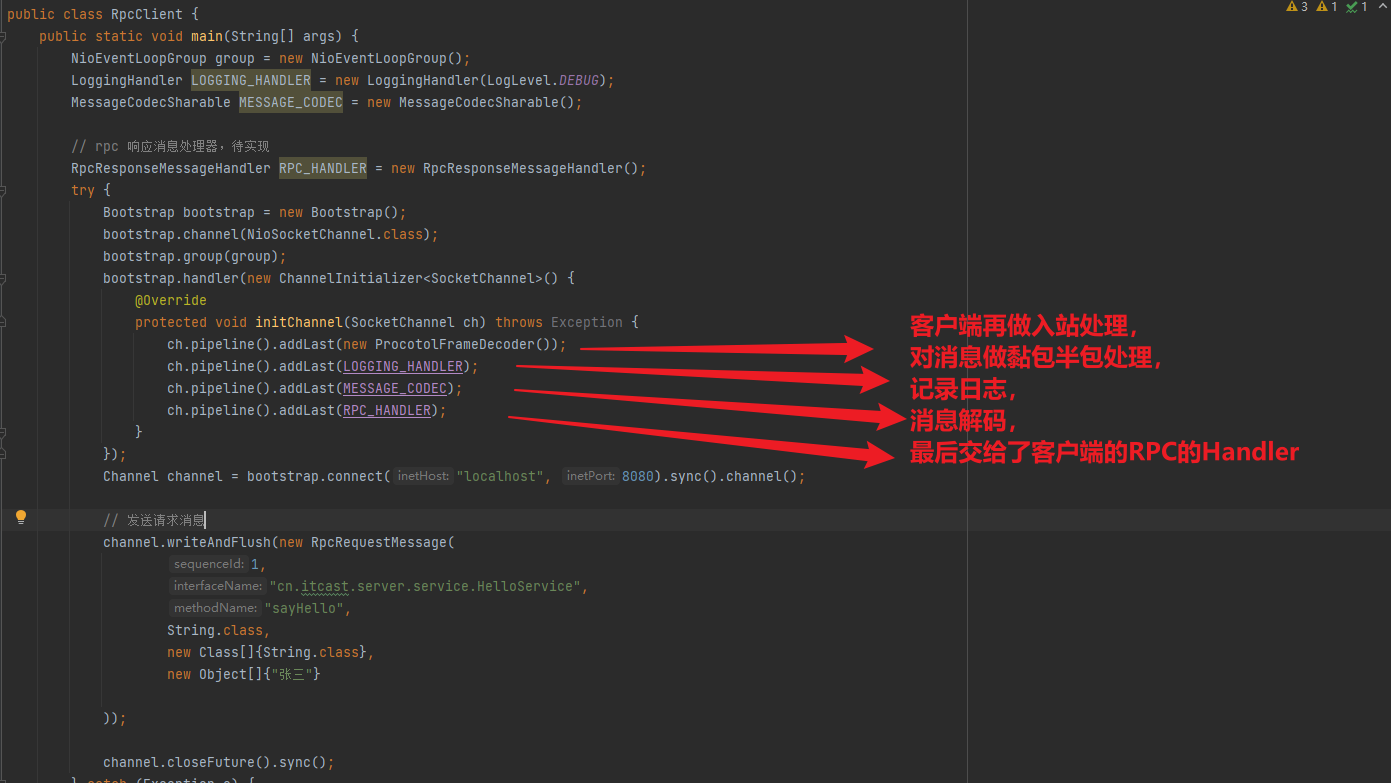 public class RpcClient {
3 1 1
public static void main(String[] args) {
NioEventLoopGroup group = new NioEventLoopGroup();
LoggingHandler LOGGING_HANDLER = new LoggingHandler(LogLevel.DEBUG);
MessageCodecSharable MESSAGE_CODEC = new MessageCodecSharable();
// rpc 响应消息处理器，待实现
RpcResponseMessageHandler RPC_HANDLER = new RpcResponseMessageHandler();
try {
Bootstrap bootstrap = new Bootstrap();
bootstrap.channel(NioSocketChannel.class);
bootstrap.group(group);
bootstrap.handler(new ChannelInitializer<SocketChannel>() {
@Override
protected void initChannel(SocketChannel ch) throws Exception {
ch.pipeline().addLast(new ProcotolFrameDecoder());
ch.pipeline().addLast(LOGGING_HANDLER);
ch.pipeline().addLast(MESSAGE_CODEC);
ch.pipeline().addLast(RPC_HANDLER);
}
});
客户端再做入站处理，
对消息做黏包半包处理，
记录日志，
消息解码，
最后交给了客户端的RPC的Handler
Channel channel = bootstrap.connect( inetHost: "localhost", inetPort: 8080).sync().channel();
// 发送请求消息
channel.writeAndFlush(new RpcRequestMessage(
sequenceId: 1,
interfaceName: "cn.itcast.server.service.HelloService",
methodName: "sayHello",
String.class,
new Class[]{String.class},
new Object[]{"张三"}
));
channel.closeFuture().sync();
} catch (Exception e) {